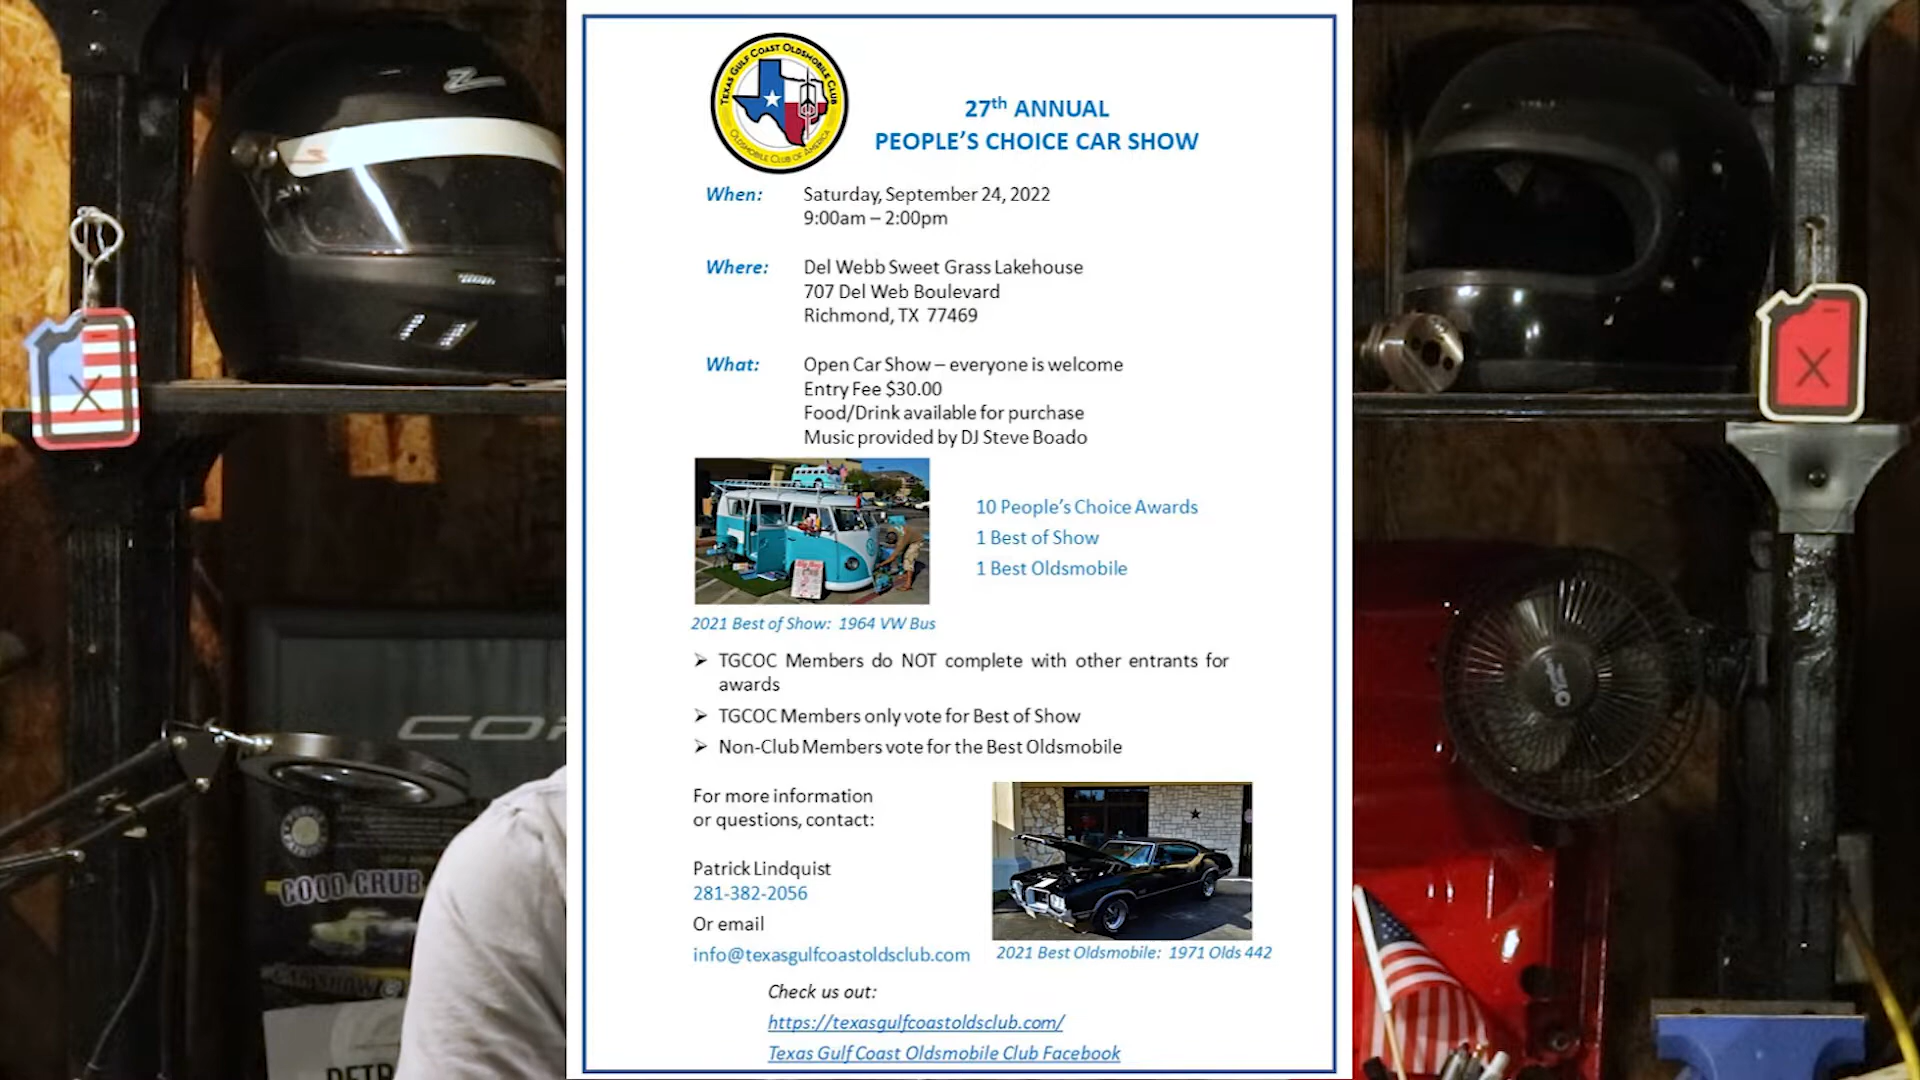 TEXAS GULF COAST OLDSMOBILE CLUB
OLDSMOBILE CLUB OF AMERICA
27th ANNUAL
PEOPLE'S CHOICE CAR SHOW
When: Saturday, September 24, 2022
9:00am – 2:00pm
Where: Del Webb Sweet Grass Lakehouse
707 Del Web Boulevard
Richmond, TX 77469
What: Open Car Show – everyone is welcome
Entry Fee $30.00
Food/Drink available for purchase
Music provided by DJ Steve Boado
10 People's Choice Awards
1 Best of Show
1 Best Oldsmobile
2021 Best of Show: 1964 VW Bus
➢ TGCOC Members do NOT complete with other entrants for
awards
➢ TGCOC Members only vote for Best of Show
➢ Non-Club Members vote for the Best Oldsmobile
For more information
or questions, contact:
Patrick Lindquist
281-382-2056
Or email
info@texasgulfcoastoldsclub.com
2021 Best Oldsmobile: 1971 Olds 442
Check us out:
https://texasgulfcoastoldsclub.com/
Texas Gulf Coast Oldsmobile Club Facebook
COR
GOOD GRUB
RETR